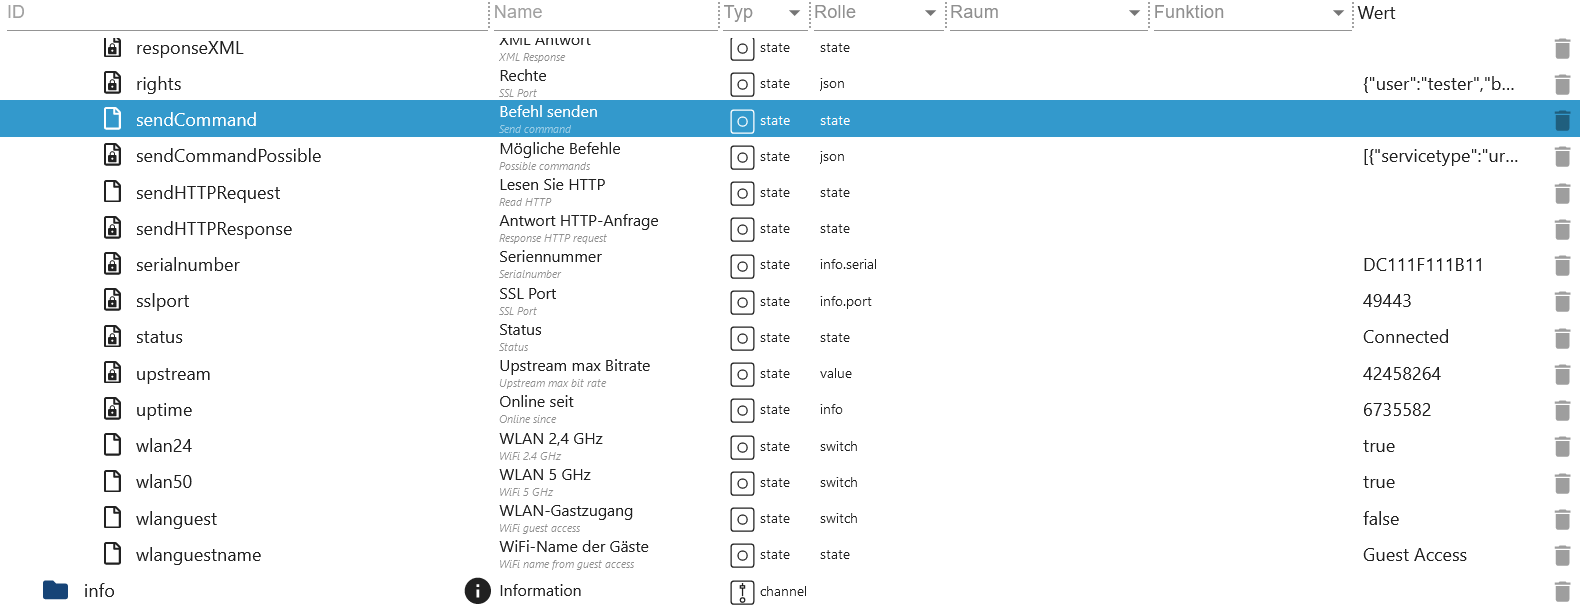 ID Name Typ Rolle Raum Funktion Wert
responseXML XML Antwort state state
XML Response
rights Rechte state json {"user":"tester","b...
SSL Port
sendCommand Befehl senden state state
Send command
sendCommandPossible Mögliche Befehle state json [{"servicetype":"ur...
Possible commands
sendHTTPRequest Lesen Sie HTTP state state
Read HTTP
sendHTTPResponse Antwort HTTP-Anfrage state state
Response HTTP request
serialnumber Seriennummer state info.serial DC111F111B11
Serialnumber
sslport SSL Port state info.port 49443
SSL Port
status Status state state Connected
Status
upstream Upstream max Bitrate state value 42458264
Upstream max bit rate
uptime Online seit state info 6735582
Online since
wlan24 WLAN 2,4 GHz state switch true
WiFi 2.4 GHz
wlan50 WLAN 5 GHz state switch true
WiFi 5 GHz
wlanguest WLAN-Gastzugang state switch false
WiFi guest access
wlanguestname WiFi-Name der Gäste state state Guest Access
WiFi name from guest access
info Information channel